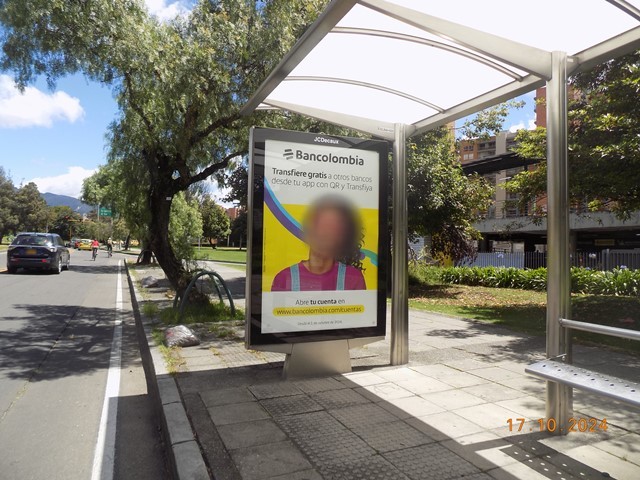 JCDecaux
Bancolombia
Transfiere gratis a otros bancos
desde tu app con QR y Transfiya
Abre tu cuenta en
www.bancolombia.com/cuentas
17.10.2024